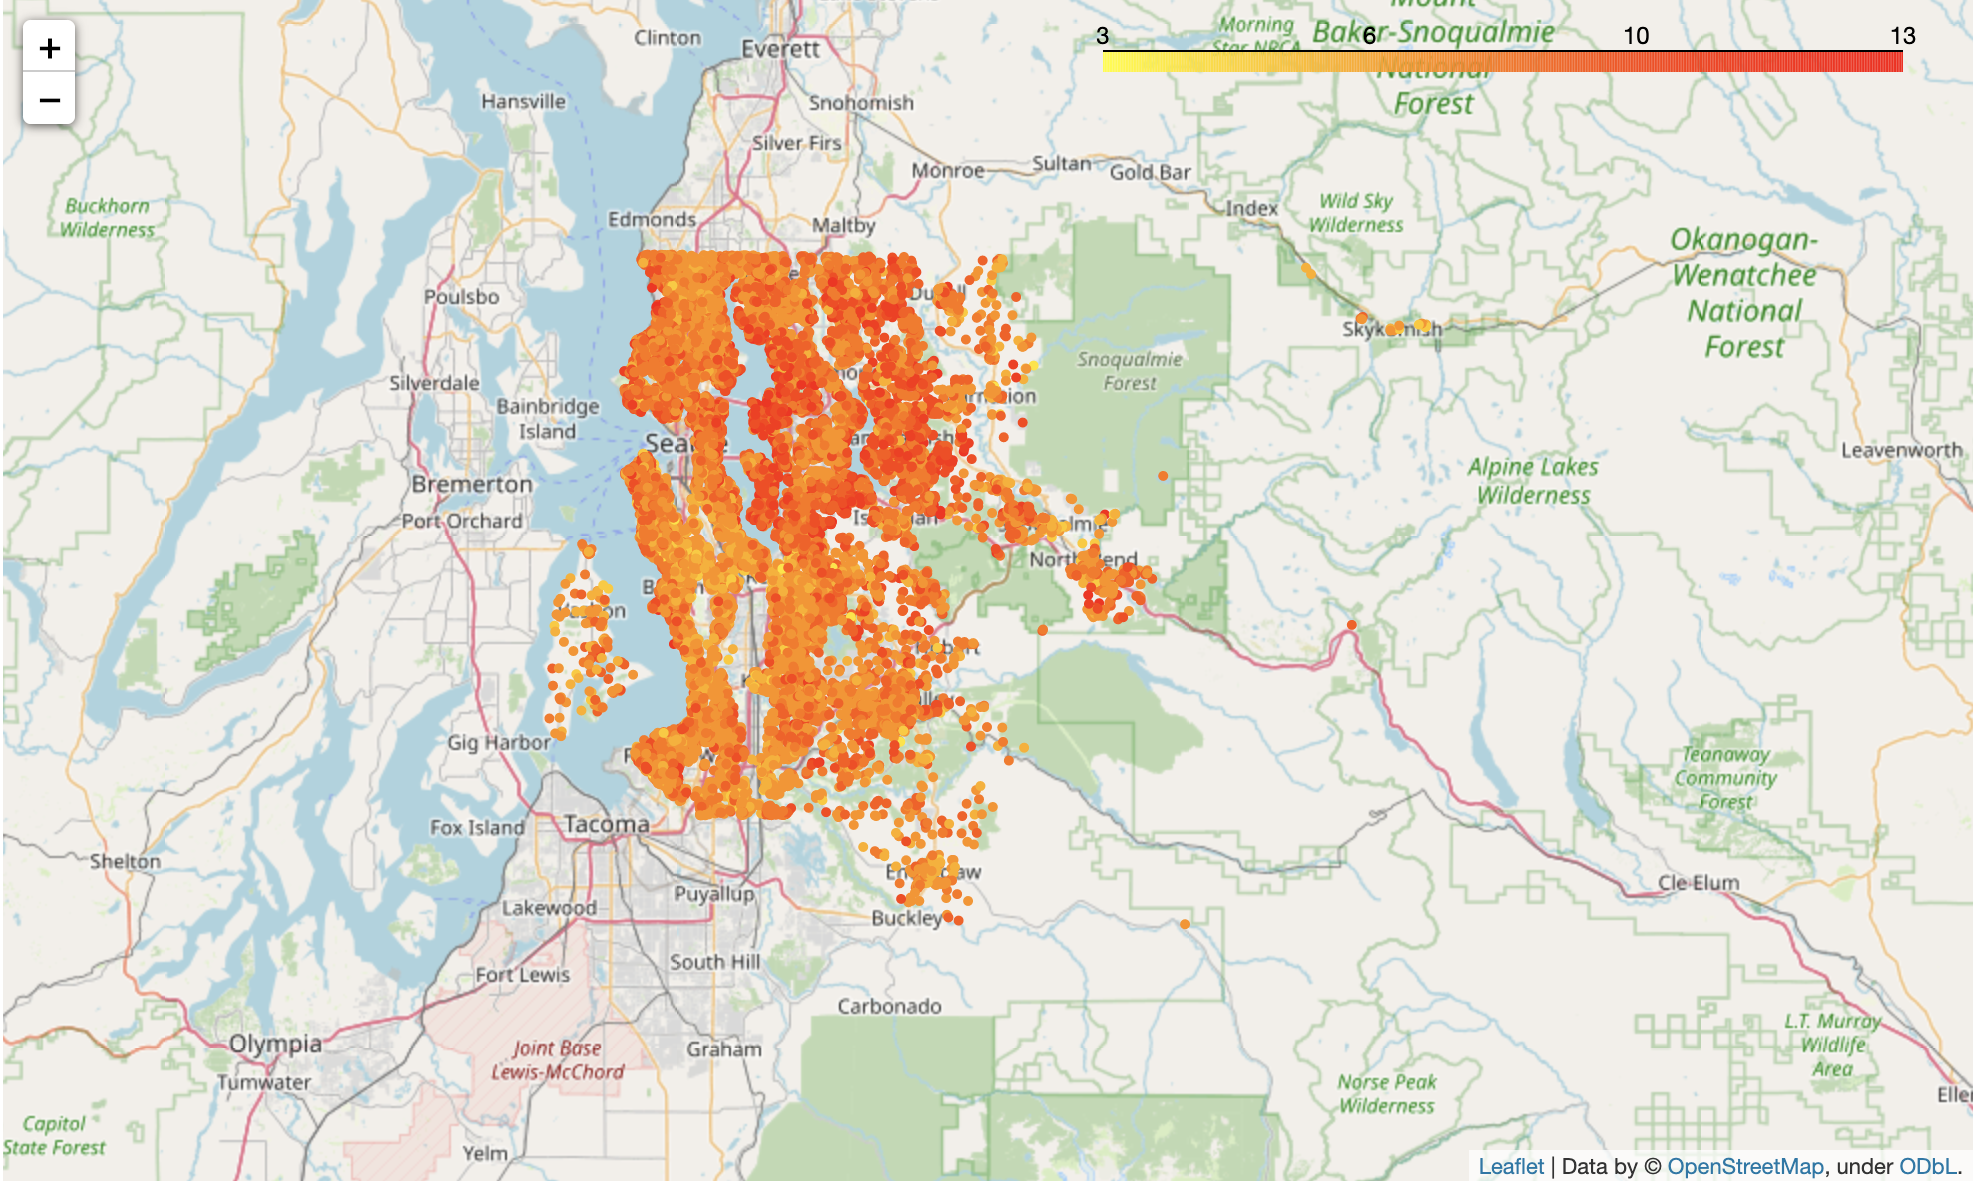 +
−
3
6
10
13
Mount
Baker-Snoqualmie
National
Forest
Morning
Star NRCA
Clinton
Everett
Hansville
Snohomish
Silver Firs
Monroe
Sultan
Gold Bar
Buckhorn
Wilderness
Edmonds
Maltby
Index
Wild Sky
Wilderness
Okanogan-
Wenatchee
National
Forest
Poulsbo
Skykomish
Snoqualmie
Forest
Silverdale
Bainbridge
Island
Seattle
Leavenworth
Alpine Lakes
Wilderness
Bremerton
Port Orchard
North Bend
Vashon
Gig Harbor
Teanaway
Community
Forest
Fox Island
Tacoma
Shelton
Enumclaw
Cle Elum
Puyallup
Lakewood
Buckley
South Hill
Fort Lewis
Carbonado
L.T. Murray
Wildlife
Area
Olympia
Joint Base
Lewis-McChord
Graham
Tumwater
Norse Peak
Wilderness
Elle
Capitol
State Forest
Yelm
Leaflet | Data by © OpenStreetMap, under ODbL.